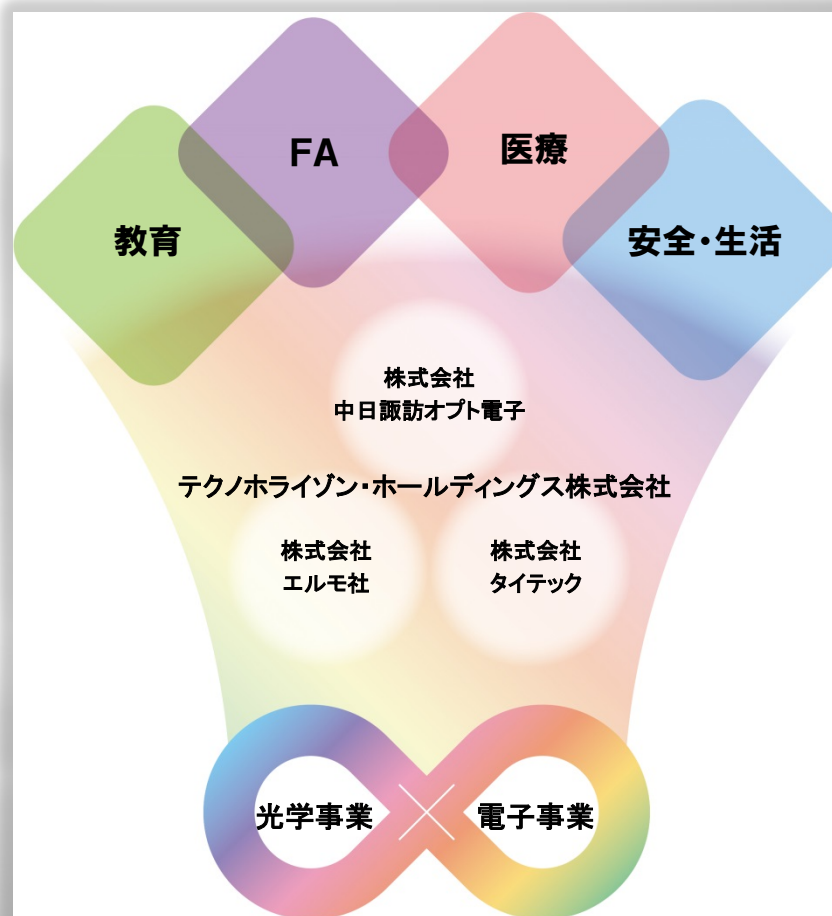 FA
医療
教育
安全・生活
株式会社
中日諏訪オプト電子
テクノホライゾン・ホールディングス株式会社
株式会社
エルモ社
株式会社
タイテック
光学事業
電子事業